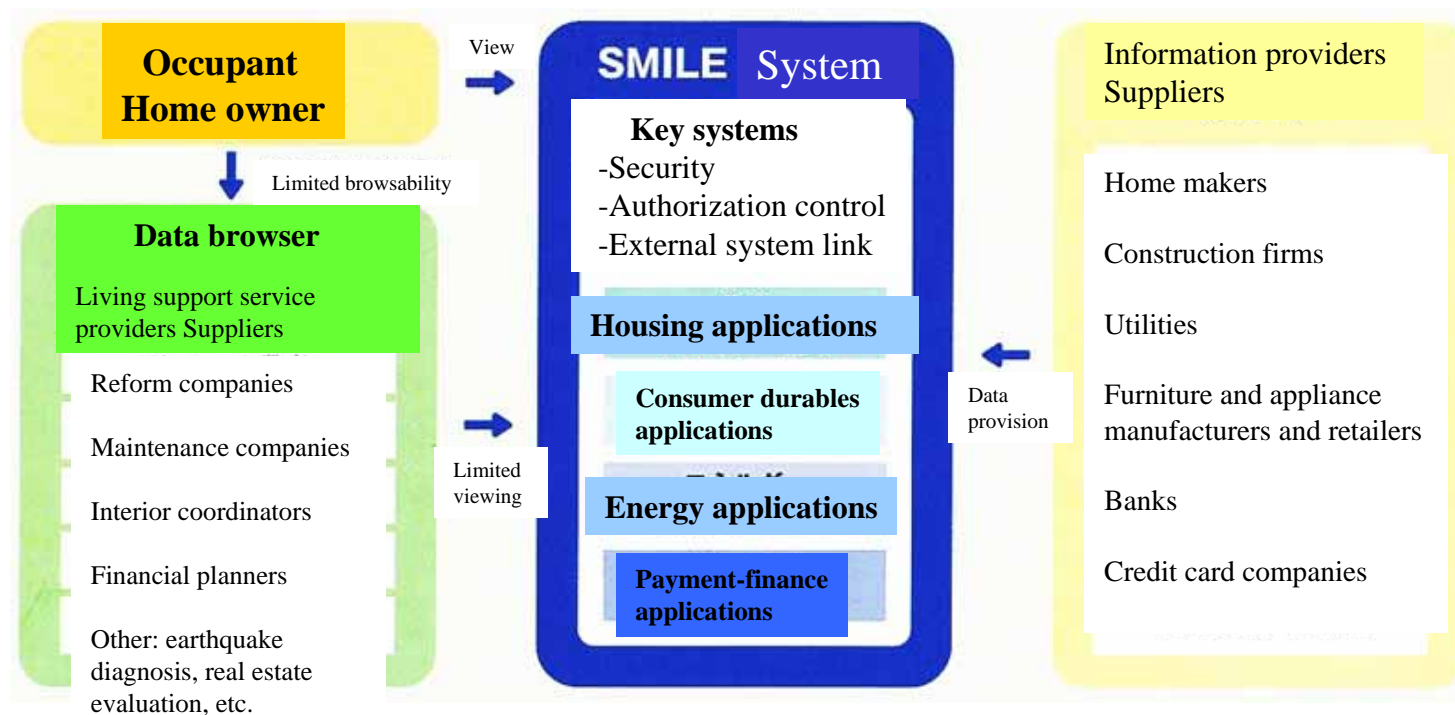 Occupant
Home owner
View
Limited browsability
Data browser
Living support service
providers Suppliers
Reform companies
Maintenance companies
Interior coordinators
Financial planners
Other: earthquake
diagnosis, real estate
evaluation, etc.
Limited
viewing
SMILE System
Key systems
-Security
-Authorization control
-External system link
Housing applications
Consumer durables
applications
Energy applications
Payment-finance
applications
Data
provision
Information providers
Suppliers
Home makers
Construction firms
Utilities
Furniture and appliance
manufacturers and retailers
Banks
Credit card companies